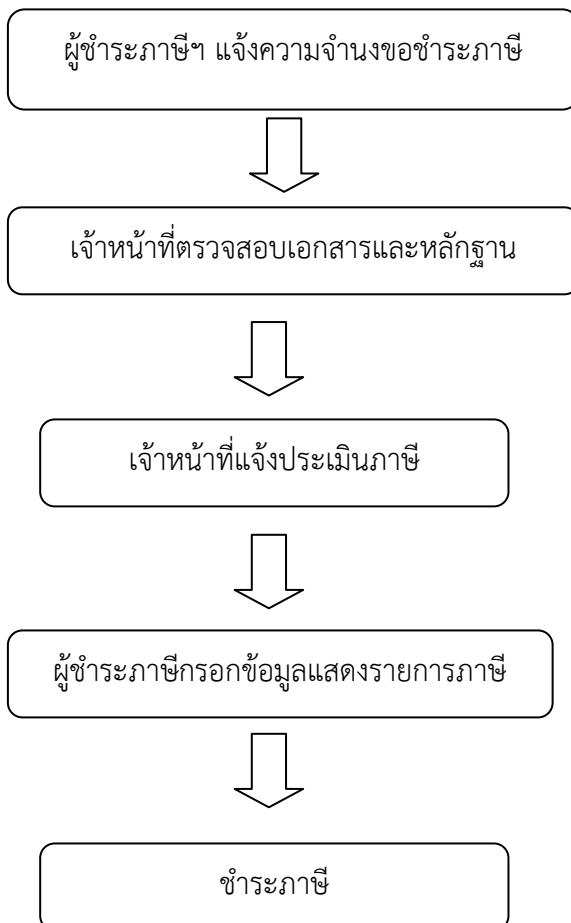 ผู้ชำระภาษีฯ แจ้งความจำนงขอชำระภาษี
เจ้าหน้าที่ตรวจสอบเอกสารและหลักฐาน
เจ้าหน้าที่แจ้งประเมินภาษี
ผู้ชำระภาษีกรอกข้อมูลแสดงรายการภาษี
ชำระภาษี